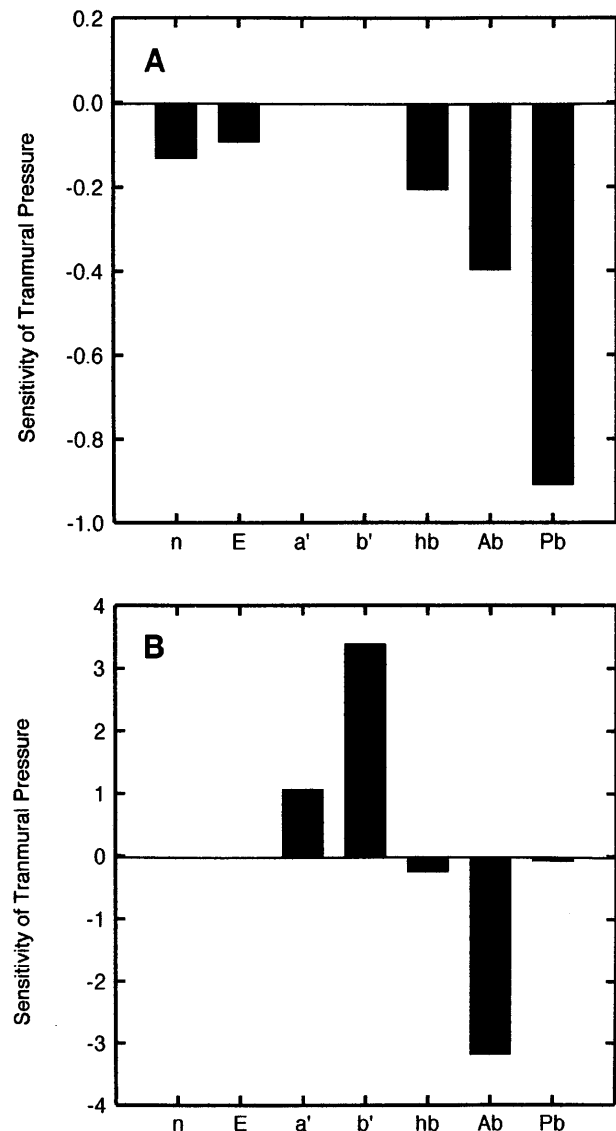 A
Sensitivity of Tranmural Pressure
0.2
0.0
-0.2
-0.4
-0.6
-0.8
-1.0
n E a' b' hb Ab Pb
B
Sensitivity of Tranmural Pressure
4
3
2
1
0
-1
-2
-3
-4
n E a' b' hb Ab Pb